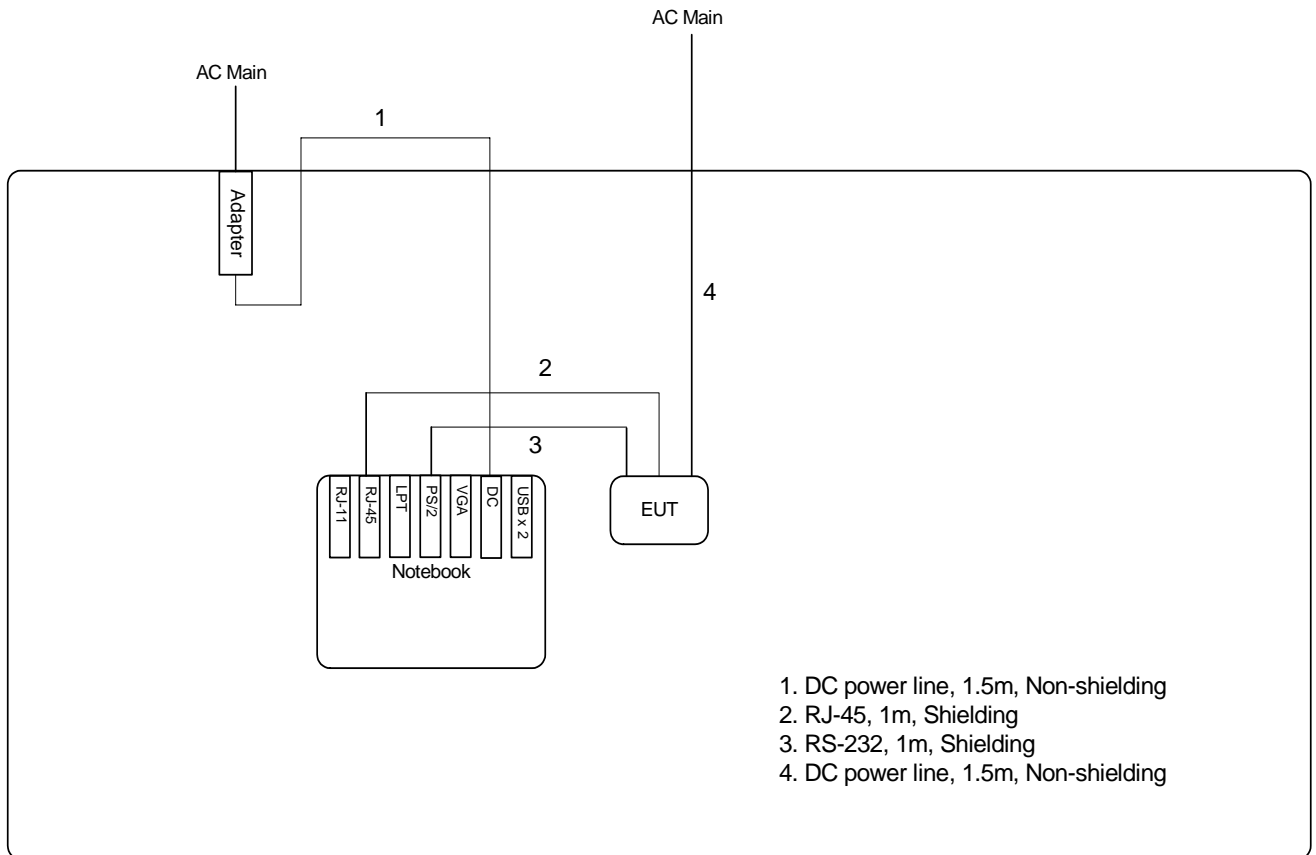 AC Main
AC Main
1
Adapter
4
2
3
RJ-11
RJ-45
LPT
PS/2
VGA
DC
USB x 2
EUT
Notebook
1. DC power line, 1.5m, Non-shielding
2. RJ-45, 1m, Shielding
3. RS-232, 1m, Shielding
4. DC power line, 1.5m, Non-shielding